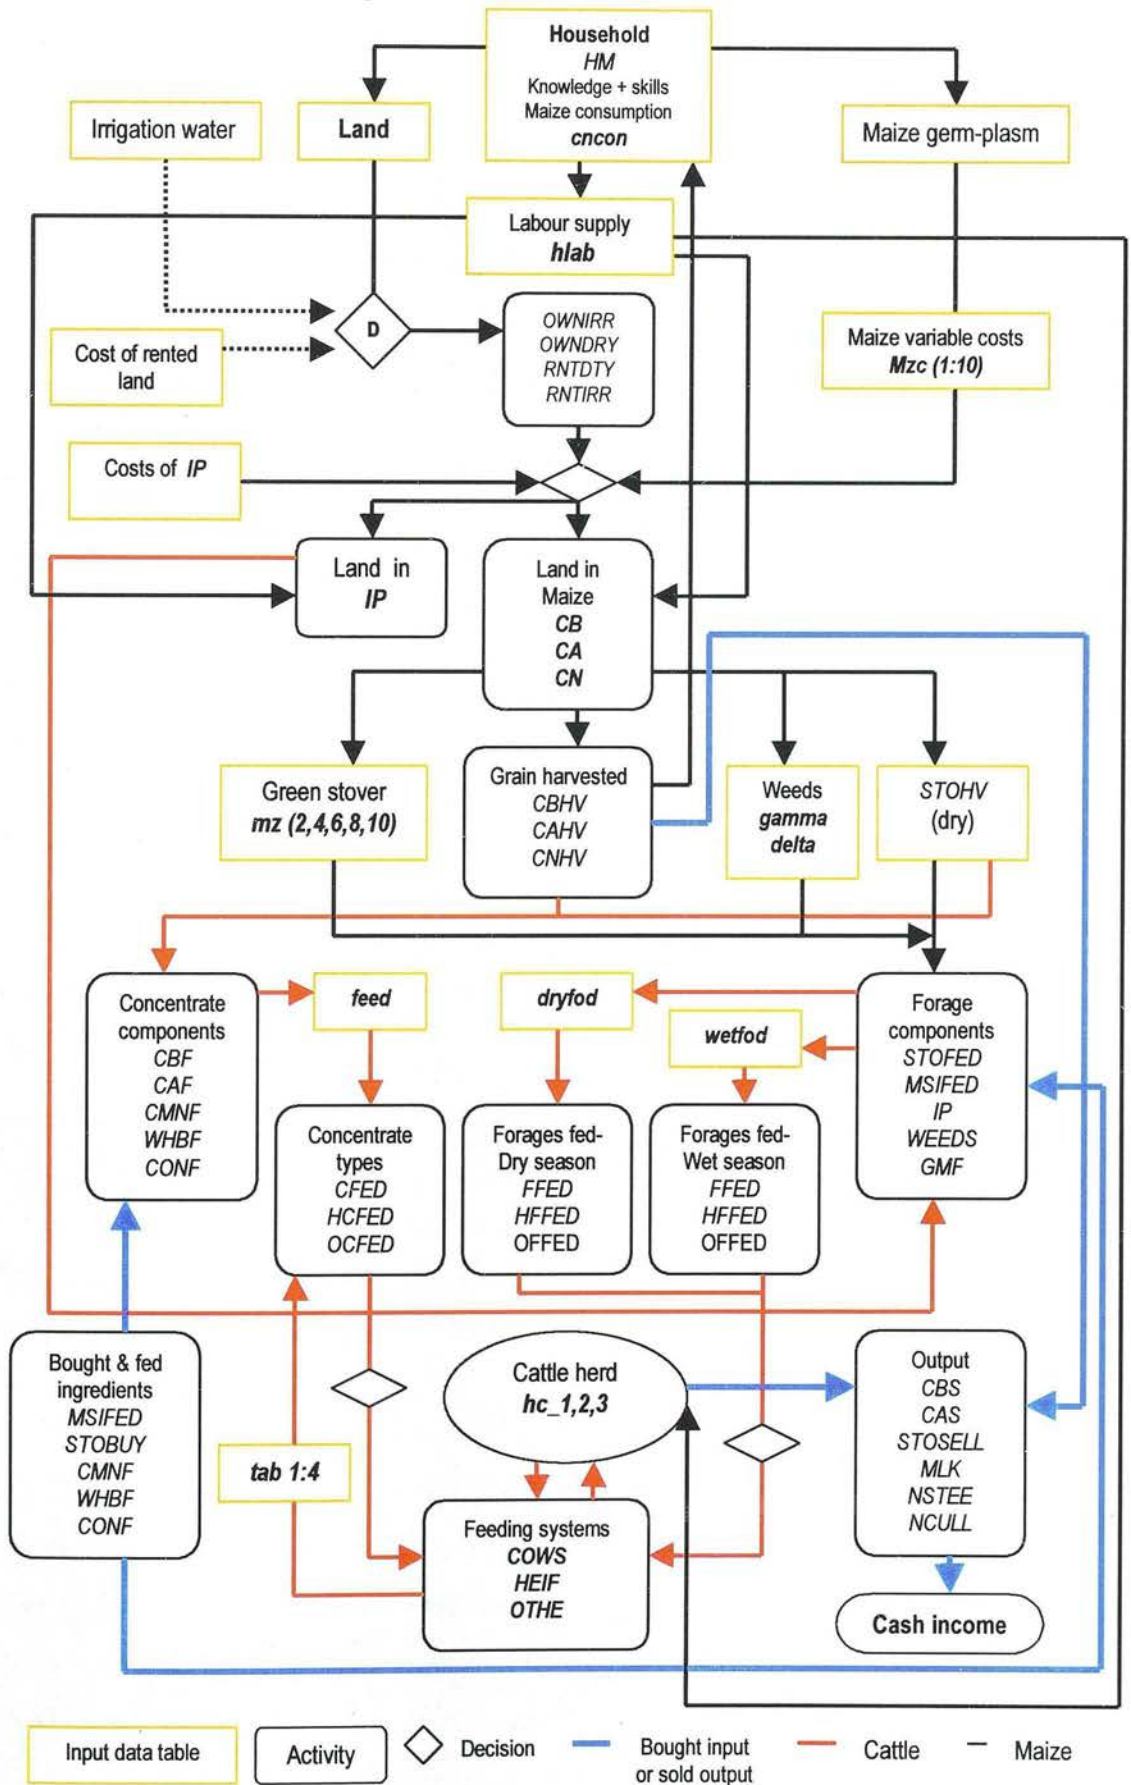 Household
HM
Knowledge + skills
Maize consumption
cncon
Irrigation water
Land
Maize germ-plasm
Labour supply
hlab
D
OWNIRR
OWNDRY
RNTDTY
RNTIRR
Cost of rented
land
Maize variable costs
Mzc (1:10)
Costs of IP
Land in
IP
Land in
Maize
CB
CA
CN
Green stover
mz (2,4,6,8,10)
Grain harvested
CBHV
CAHV
CNHV
Weeds
gamma
delta
STOHV
(dry)
Concentrate
components
CBF
CAF
CMNF
WHBF
CONF
feed
dryfod
wetfod
Forage
components
STOFED
MSIFED
IP
WEEDS
GMF
Concentrate
types
CFED
HCFED
OCFED
Forages fed-
Dry season
FFED
HFFED
OFFED
Forages fed-
Wet season
FFED
HFFED
OFFED
Bought & fed
ingredients
MSIFED
STOBUY
CMNF
WHBF
CONF
tab 1:4
Cattle herd
hc_1,2,3
Output
CBS
CAS
STOSELL
MLK
NSTEE
NCULL
Feeding systems
COWS
HEIF
OTHE
Cash income
Input data table
Activity
Decision
Bought input
or sold output
Cattle
Maize